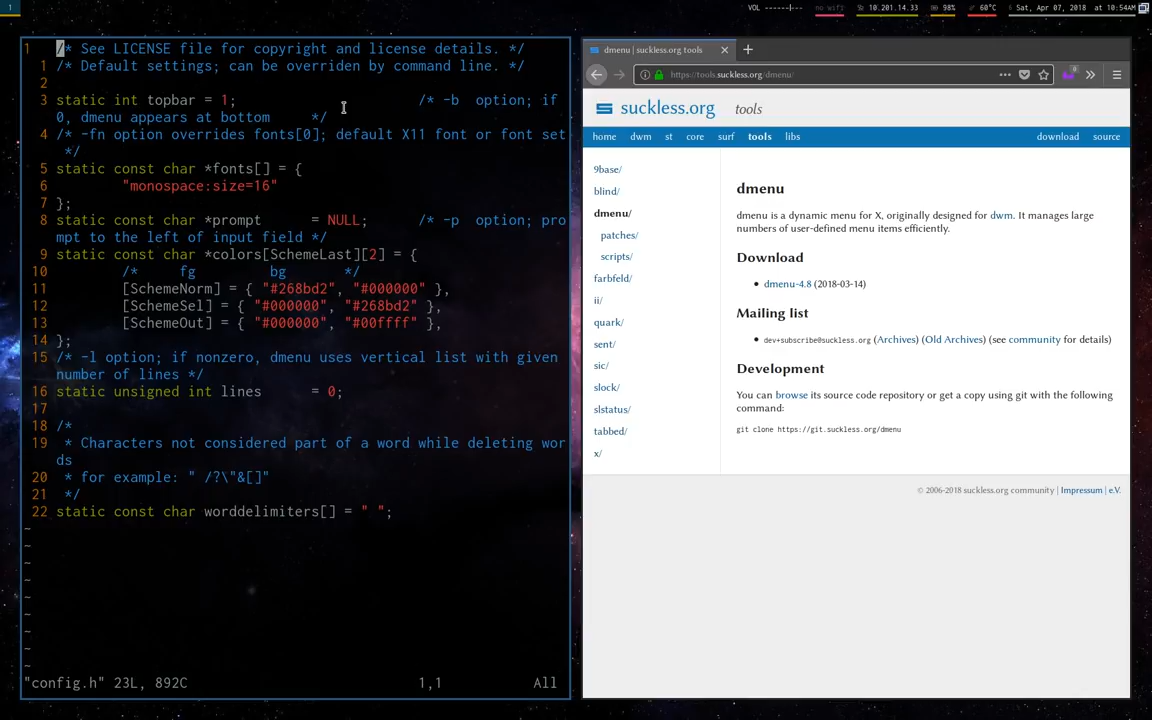 1
VOL ------|---
no wifi
10.201.14.33
98%
60°C
Sat, Apr 07, 2018 at 10:54AM
1 /* See LICENSE file for copyright and license details. */
1 /* Default settings; can be overriden by command line. */
2
3 static int topbar = 1; /* -b option; if
0, dmenu appears at bottom */
4 /* -fn option overrides fonts[0]; default X11 font or font set
*/
5 static const char *fonts[] = {
6 "monospace:size=16"
7 };
8 static const char *prompt = NULL; /* -p option; pro
mpt to the left of input field */
9 static const char *colors[SchemeLast][2] = {
10 /* fg bg */
11 [SchemeNorm] = { "#268bd2", "#000000" },
12 [SchemeSel] = { "#000000", "#268bd2" },
13 [SchemeOut] = { "#000000", "#00ffff" },
14 };
15 /* -l option; if nonzero, dmenu uses vertical list with given
number of lines */
16 static unsigned int lines = 0;
17
18 /*
19 * Characters not considered part of a word while deleting wor
ds
20 * for example: " /?\"&[]"
21 */
22 static const char worddelimiters[] = " ";
~
~
~
~
~
~
~
~
~
"config.h" 23L, 892C 1,1 All
dmenu | suckless.org tools
https://tools.suckless.org/dmenu/
0
suckless.org tools
home dwm st core surf tools libs download source
9base/
blind/
dmenu/
patches/
scripts/
farbfeld/
ii/
quark/
sent/
sic/
slock/
slstatus/
tabbed/
x/
dmenu
dmenu is a dynamic menu for X, originally designed for dwm. It manages large
numbers of user-defined menu items efficiently.
Download
• dmenu-4.8 (2018-03-14)
Mailing list
• dev+subscribe@suckless.org (Archives) (Old Archives) (see community for details)
Development
You can browse its source code repository or get a copy using git with the following
command:
git clone https://git.suckless.org/dmenu
© 2006-2018 suckless.org community | Impressum | e.V.